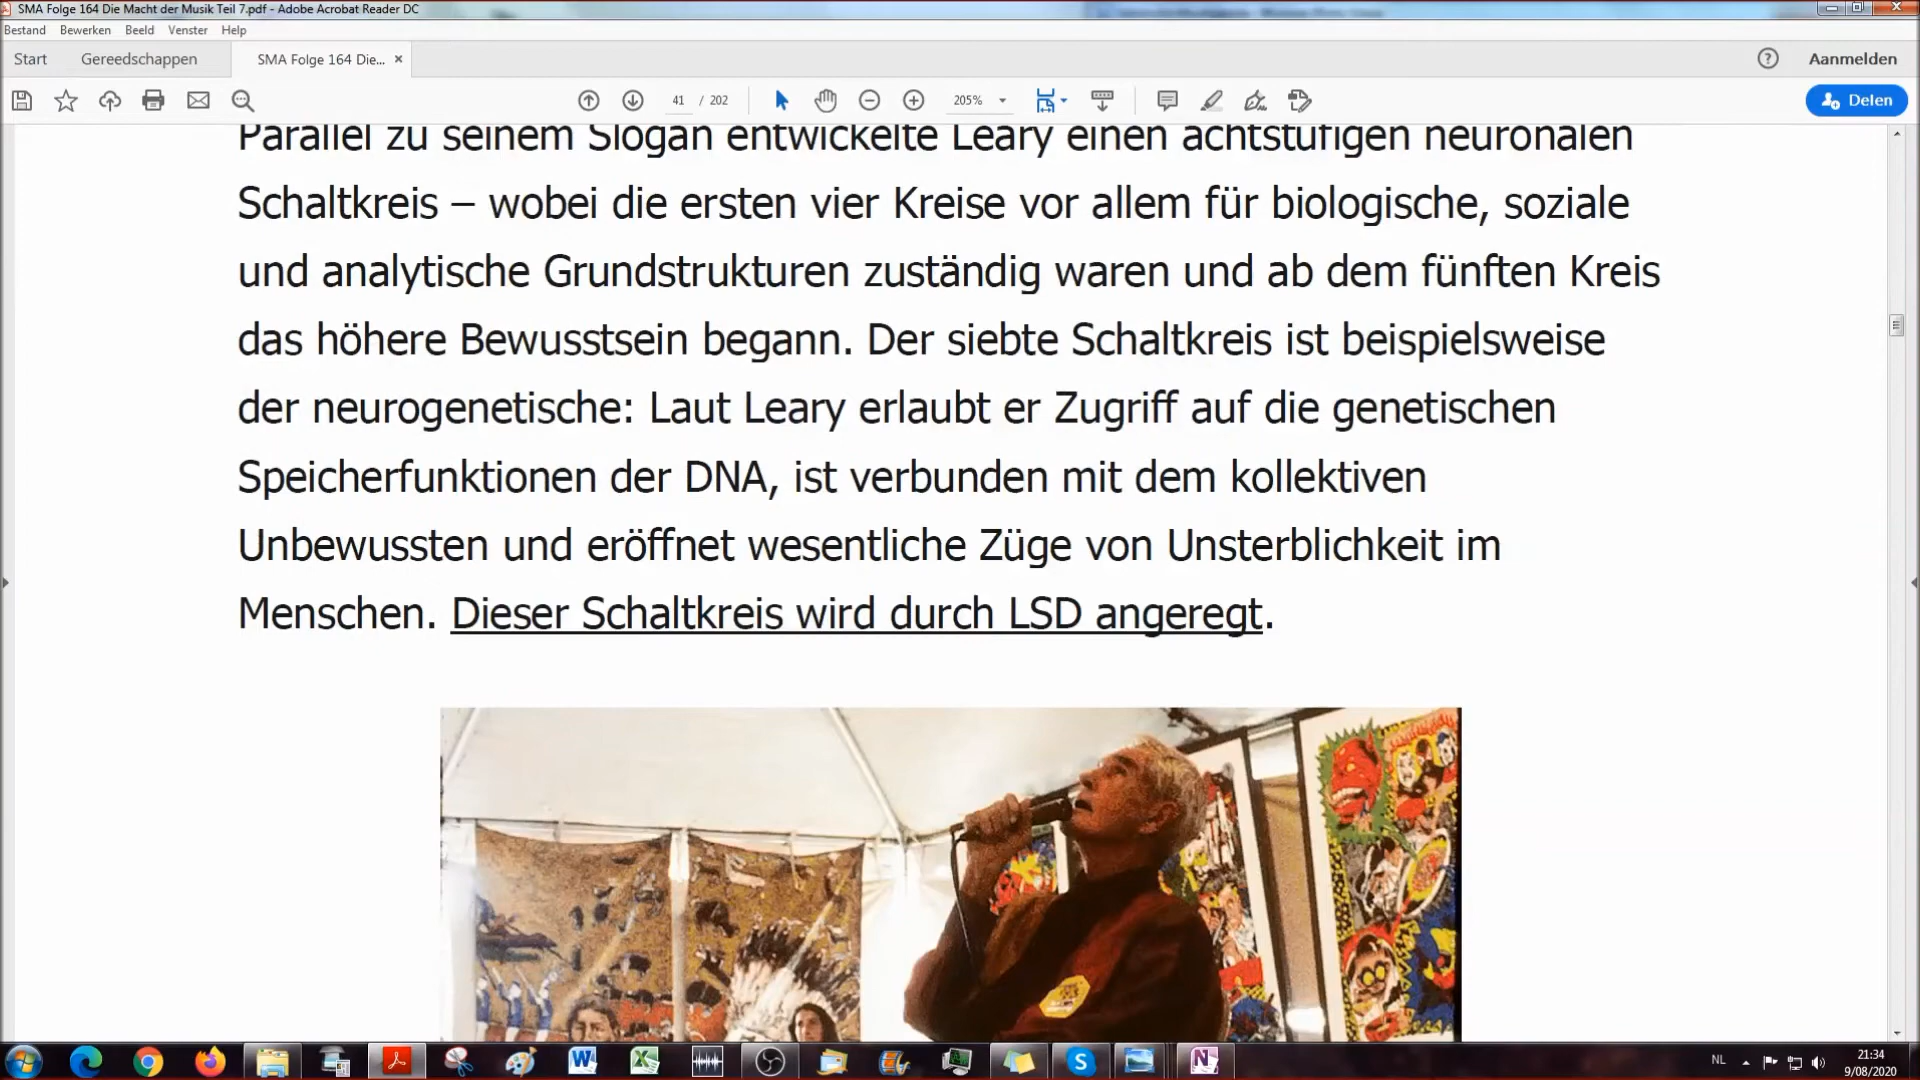 SMA Folge 164 Die Macht der Musik Teil 7.pdf - Adobe Acrobat Reader DC
Bestand Bewerken Beeld Venster Help
Start Gereedschappen SMA Folge 164 Die... × Aanmelden
41 / 202 205% Delen
Parallel zu seinem Slogan entwickelte Leary einen achtstufigen neuronalen
Schaltkreis – wobei die ersten vier Kreise vor allem für biologische, soziale
und analytische Grundstrukturen zuständig waren und ab dem fünften Kreis
das höhere Bewusstsein begann. Der siebte Schaltkreis ist beispielsweise
der neurogenetische: Laut Leary erlaubt er Zugriff auf die genetischen
Speicherfunktionen der DNA, ist verbunden mit dem kollektiven
Unbewussten und eröffnet wesentliche Züge von Unsterblichkeit im
Menschen. Dieser Schaltkreis wird durch LSD angeregt.
NL 21:34
9/08/2020